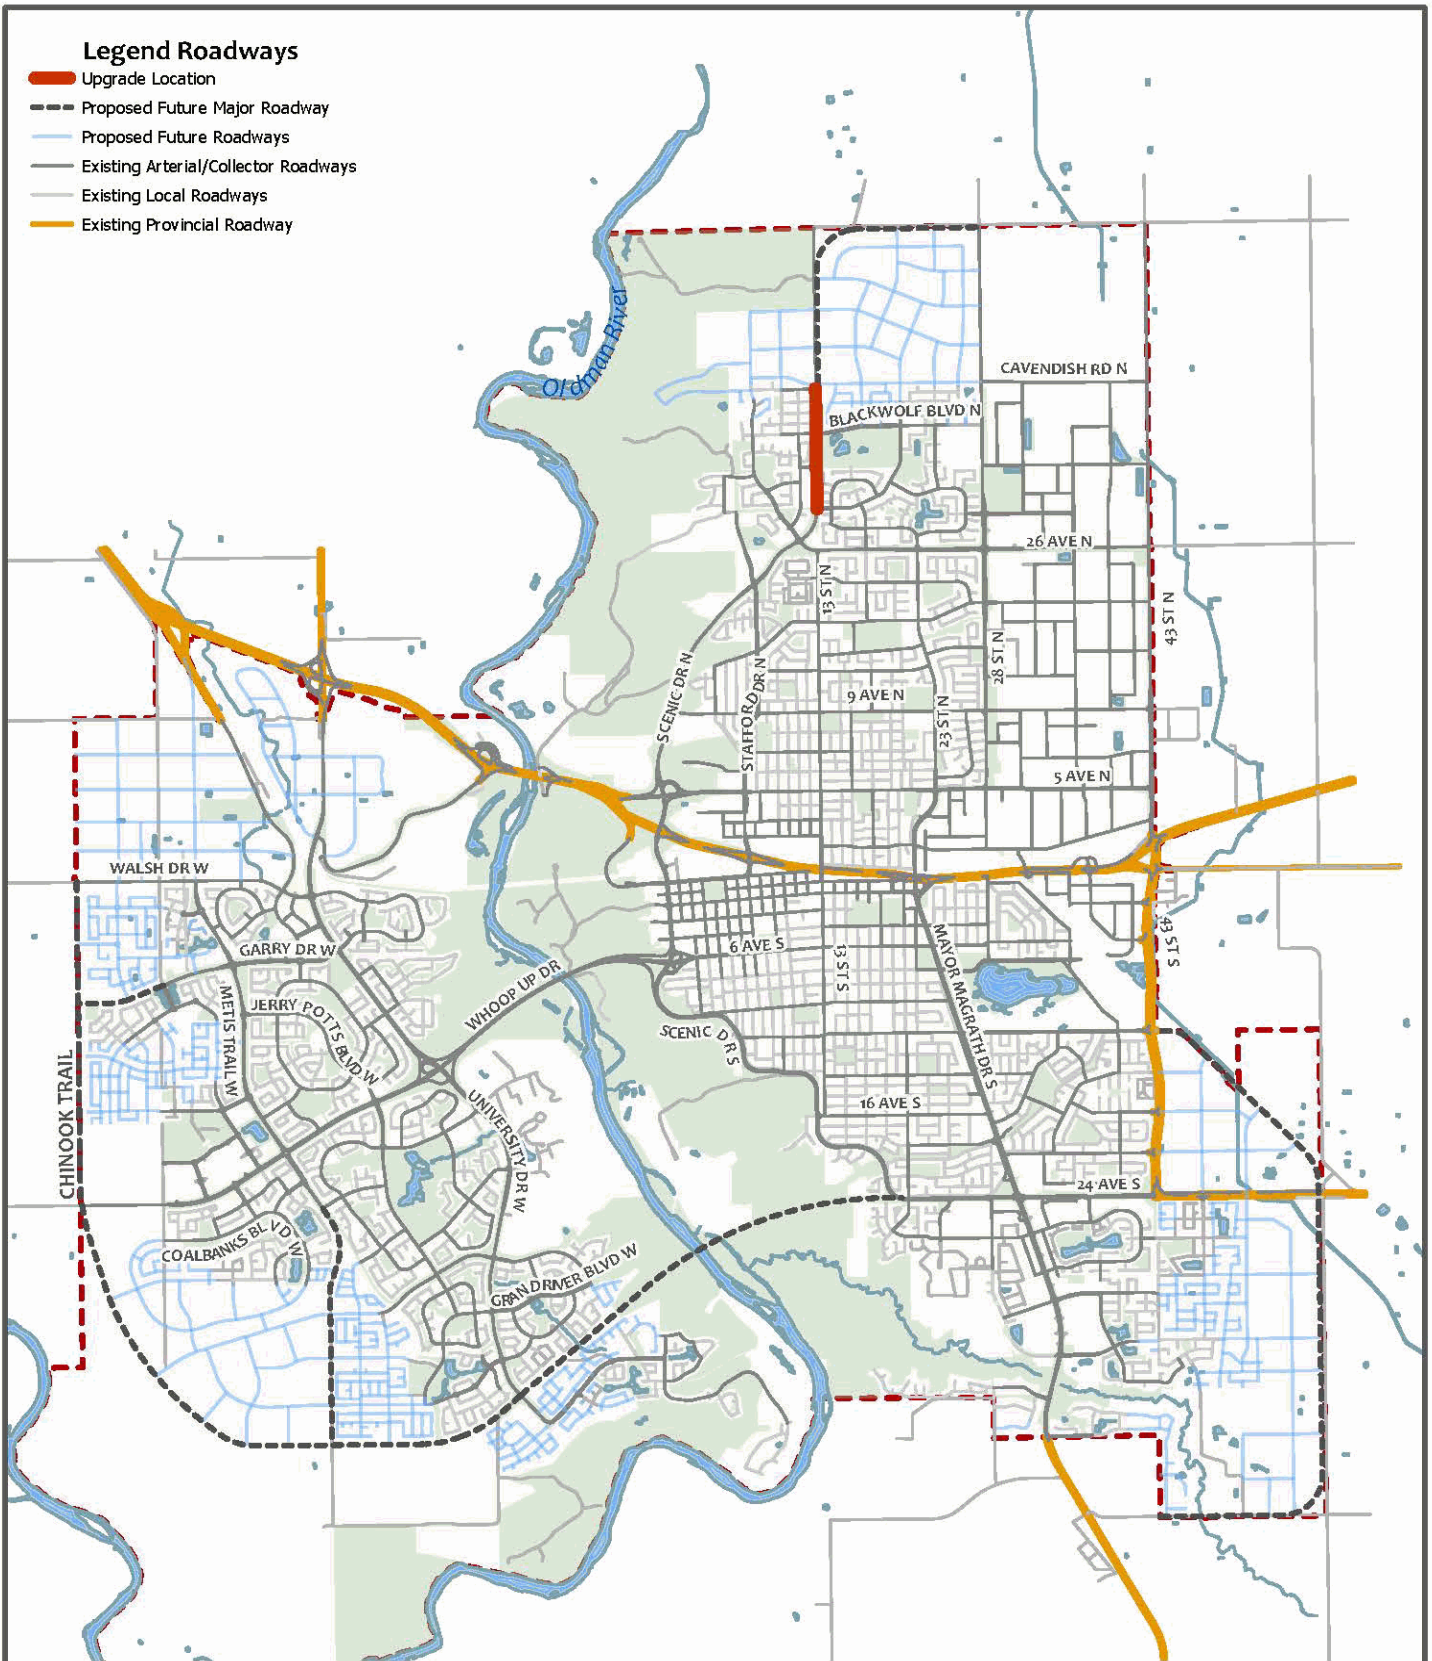 Legend Roadways
Upgrade Location
Proposed Future Major Roadway
Proposed Future Roadways
Existing Arterial/Collector Roadways
Existing Local Roadways
Existing Provincial Roadway
Oldman River
CAVENDISH RD N
BLACKWOLF BLVD N
26 AVE N
13 ST N
43 ST N
28 ST N
SCENIC DR N
STAFFORD DR N
9 AVE N
23 ST N
5 AVE N
WALSH DR W
GARRY DR W
6 AVE S
13 ST S
MAYOR MAGRATH DR S
43 ST S
WHOOP UP DR
METIS TRAIL W
JERRY POTTS BLVD W
SCENIC DR S
CHINOOK TRAIL
UNIVERSITY DR W
16 AVE S
24 AVE S
COALBANKS BLVD W
GRANDRIVER BLVD W